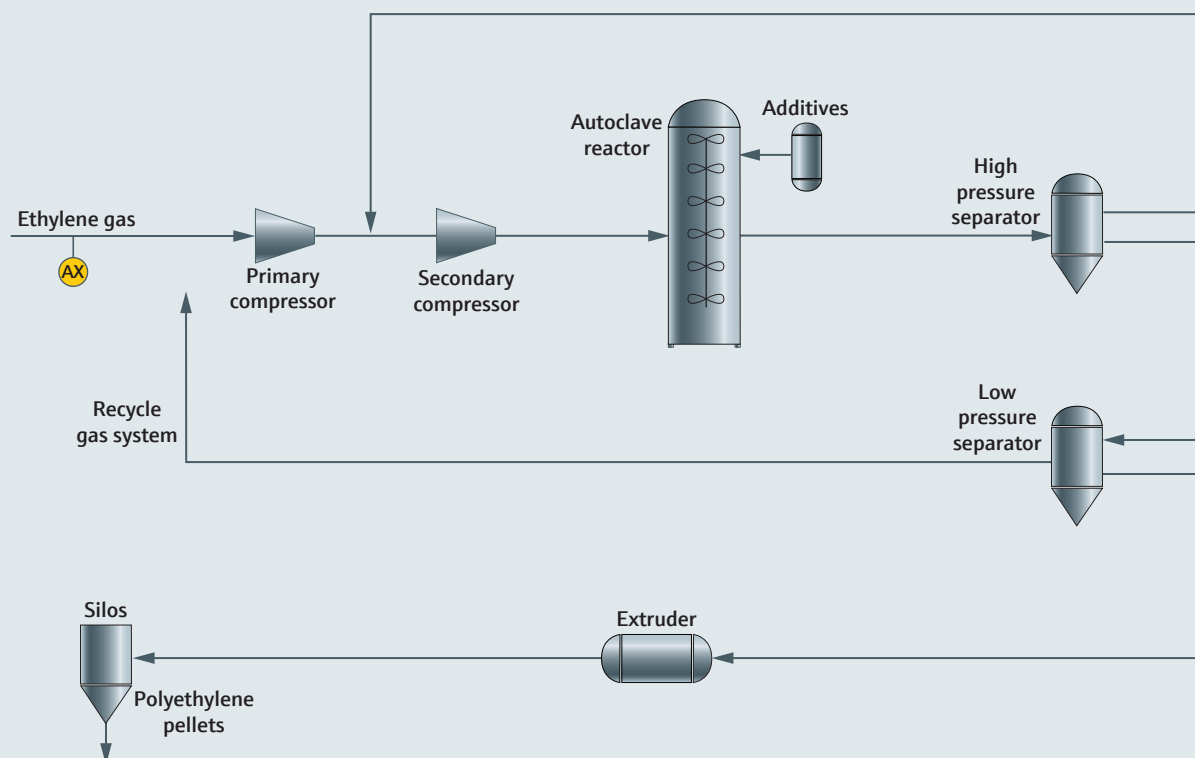 Additives
Autoclave
reactor
High
pressure
separator
Ethylene gas
AX
Primary
compressor
Secondary
compressor
Low
pressure
separator
Recycle
gas system
Silos
Extruder
Polyethylene
pellets